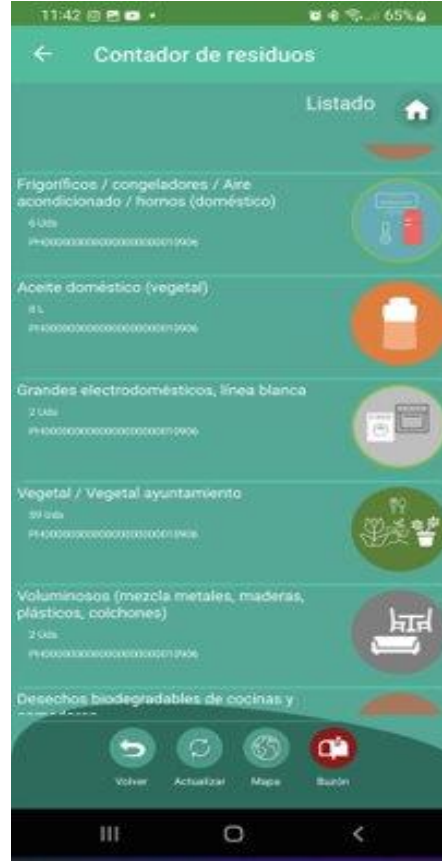 11:42
65%
Contador de residuos
Listado
Frigoríficos / congeladores / Aire
acondicionado / hornos (doméstico)
6 Uds
Aceite doméstico (vegetal)
8 L
Grandes electrodomésticos, línea blanca
2 Uds
Vegetal / Vegetal ayuntamiento
39 Uds
Voluminosos (mezcla metales, maderas,
plásticos, colchones)
2 Uds
Desechos biodegradables de cocinas y
Volver
Actualizar
Mapa
Buzón